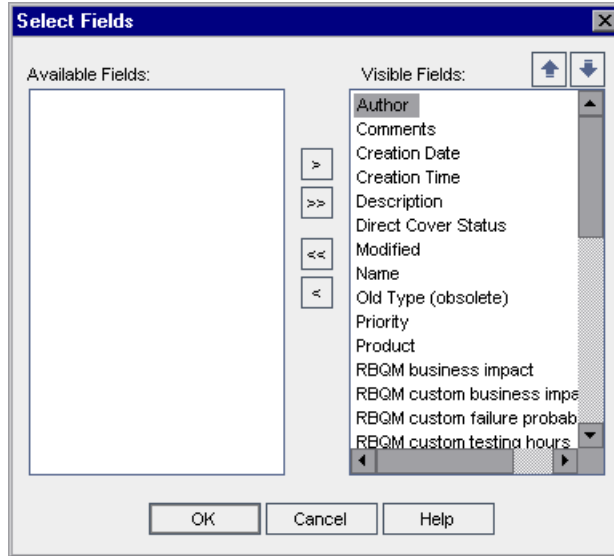 Select Fields
Available Fields:
Visible Fields:
Author
Comments
Creation Date
Creation Time
Description
Direct Cover Status
Modified
Name
Old Type (obsolete)
Priority
Product
RBQM business impact
RBQM custom business impa
RBQM custom failure probab
RBQM custom testing hours
>
>>
<<
<
OK Cancel Help